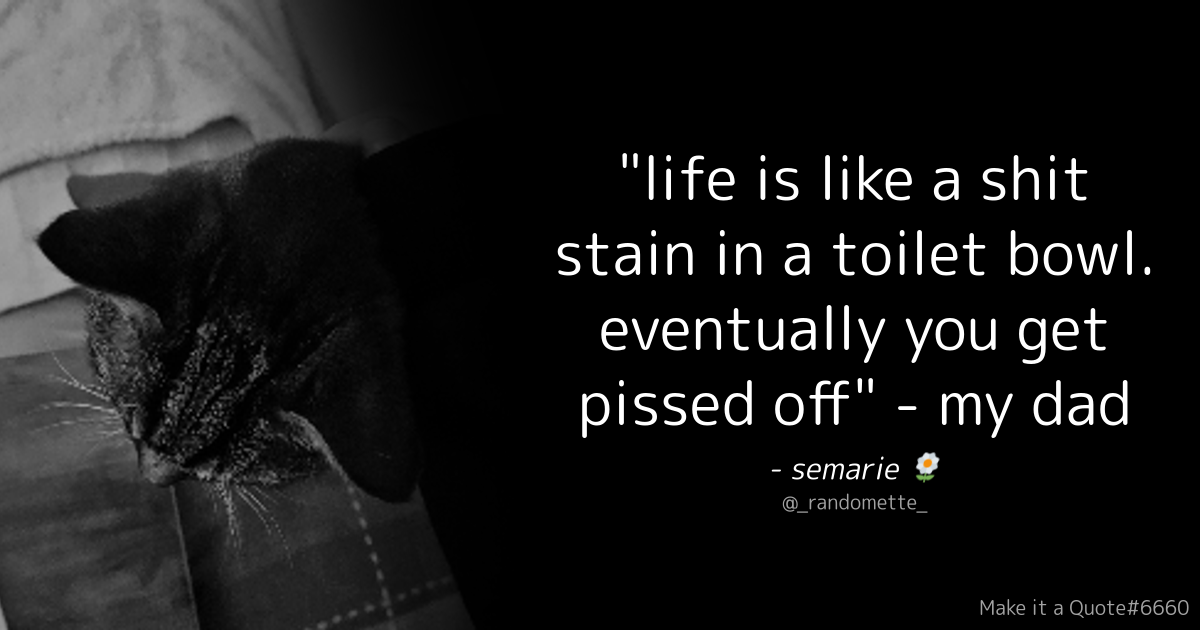 "life is like a shit
stain in a toilet bowl.
eventually you get
pissed off" - my dad
- semarie 🌼
@_randomette_
Make it a Quote#6660